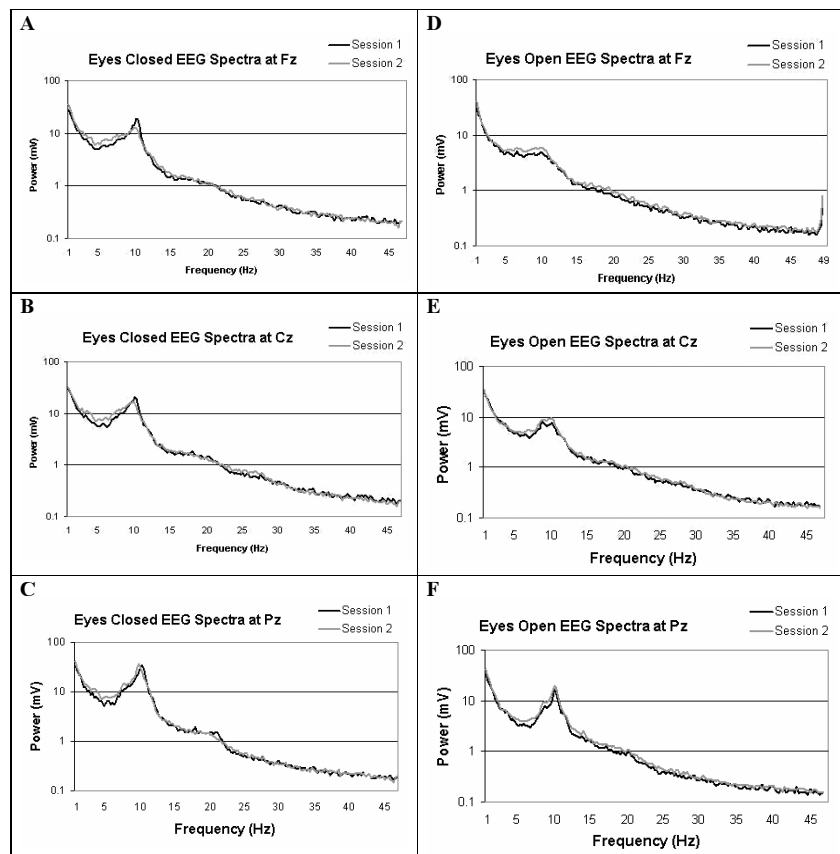 A
Eyes Closed EEG Spectra at Fz
Session 1
Session 2
100
10
1
0.1
Power (mV)
1 5 10 15 20 25 30 35 40 45
Frequency (Hz)
D
Eyes Open EEG Spectra at Fz
Session 1
Session 2
100
10
1
0.1
Power (mV)
1 5 10 15 20 25 30 35 40 45 49
Frequency (Hz)
B
Eyes Closed EEG Spectra at Cz
Session 1
Session 2
100
10
1
0.1
Power (mV)
1 5 10 15 20 25 30 35 40 45
Frequency (Hz)
E
Eyes Open EEG Spectra at Cz
Session 1
Session 2
100
10
1
0.1
Power (mV)
1 5 10 15 20 25 30 35 40 45
Frequency (Hz)
C
Eyes Closed EEG Spectra at Pz
Session 1
Session 2
100
10
1
0.1
Power (mV)
1 5 10 15 20 25 30 35 40 45
Frequency (Hz)
F
Eyes Open EEG Spectra at Pz
Session 1
Session 2
100
10
1
0.1
Power (mV)
1 5 10 15 20 25 30 35 40 45
Frequency (Hz)